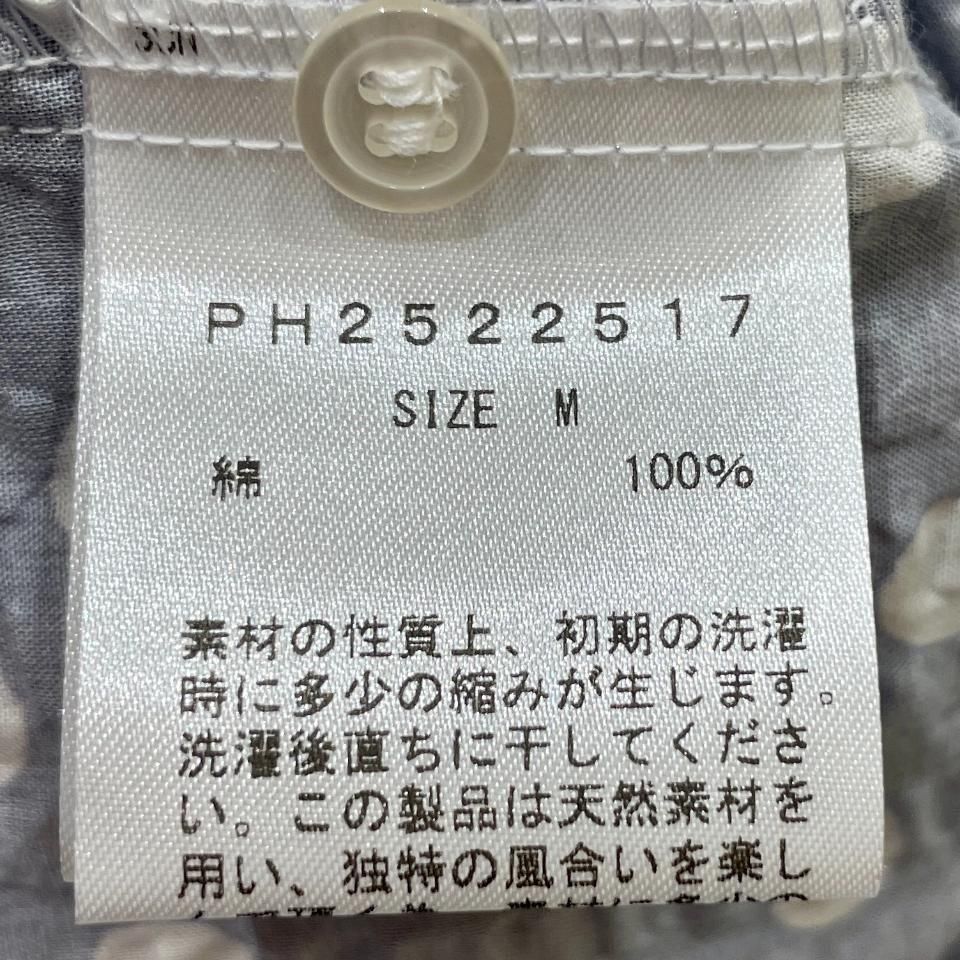 PH2522517
SIZE M
綿 100%
素材の性質上、初期の洗濯
時に多少の縮みが生じます。
洗濯後直ちに干してくださ
い。この製品は天然素材を
用い、独特の風合いを楽し